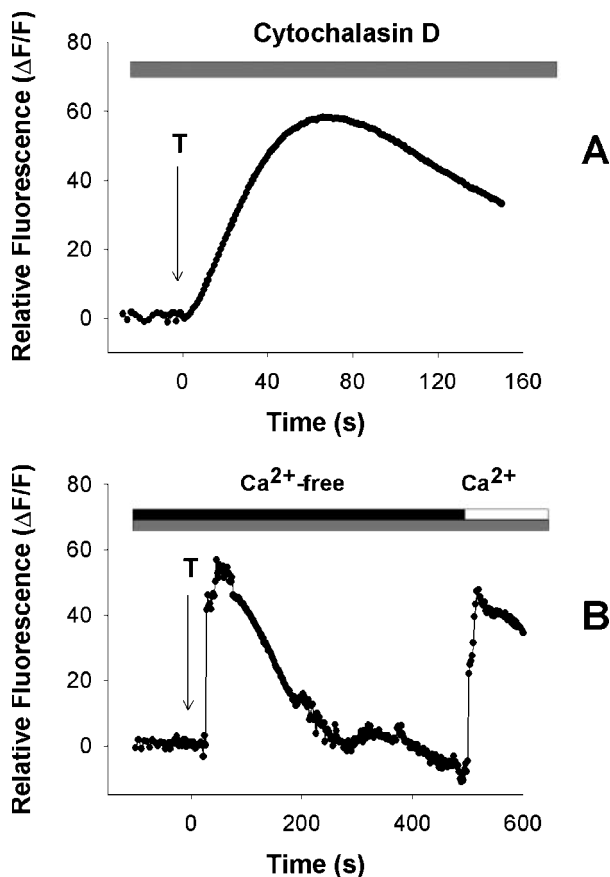 Cytochalasin D
Relative Fluorescence (ΔF/F)
80
60
40
20
0
T
A
0 40 80 120 160
Time (s)
Ca²⁺-free Ca²⁺
Relative Fluorescence (ΔF/F)
80
60
40
20
0
T
B
0 200 400 600
Time (s)